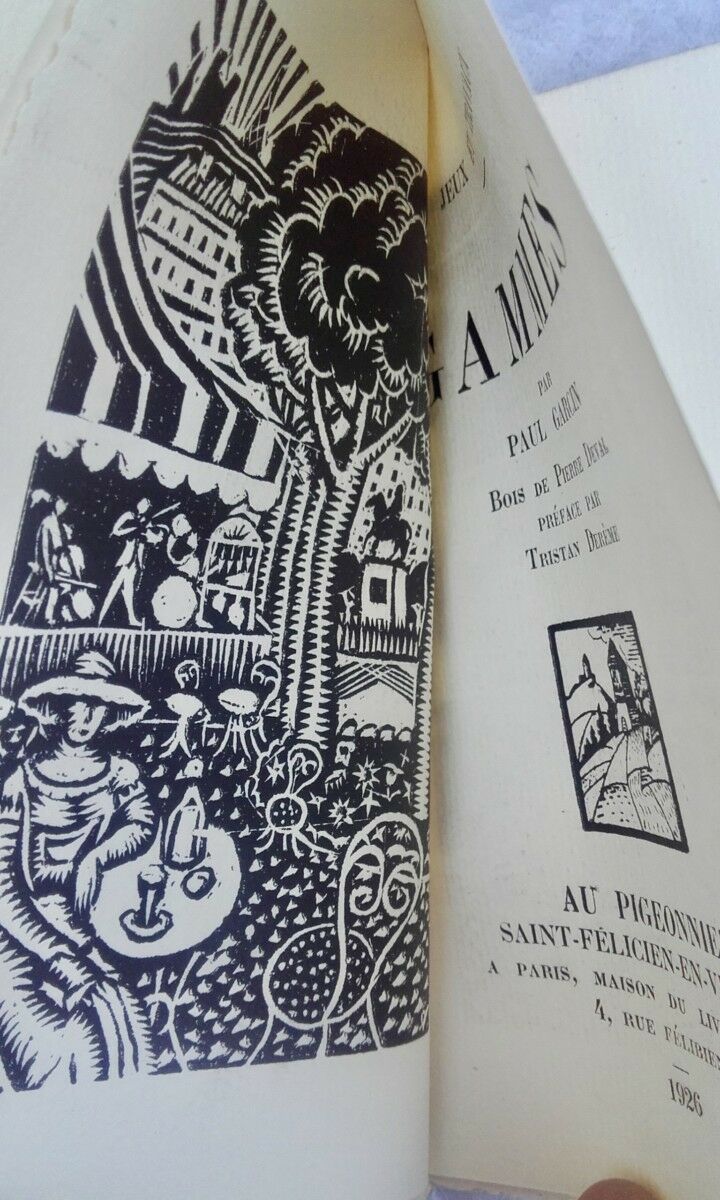 JEUX
GAMMES
PAR
PAUL GARCIN
BOIS DE PIERRE DEVAL
PRÉFACE PAR
TRISTAN DERÈME
AU PIGEONNIE
SAINT-FÉLICIEN-EN-V
A PARIS, MAISON DU LIV
4, RUE FÉLIBIE
1926